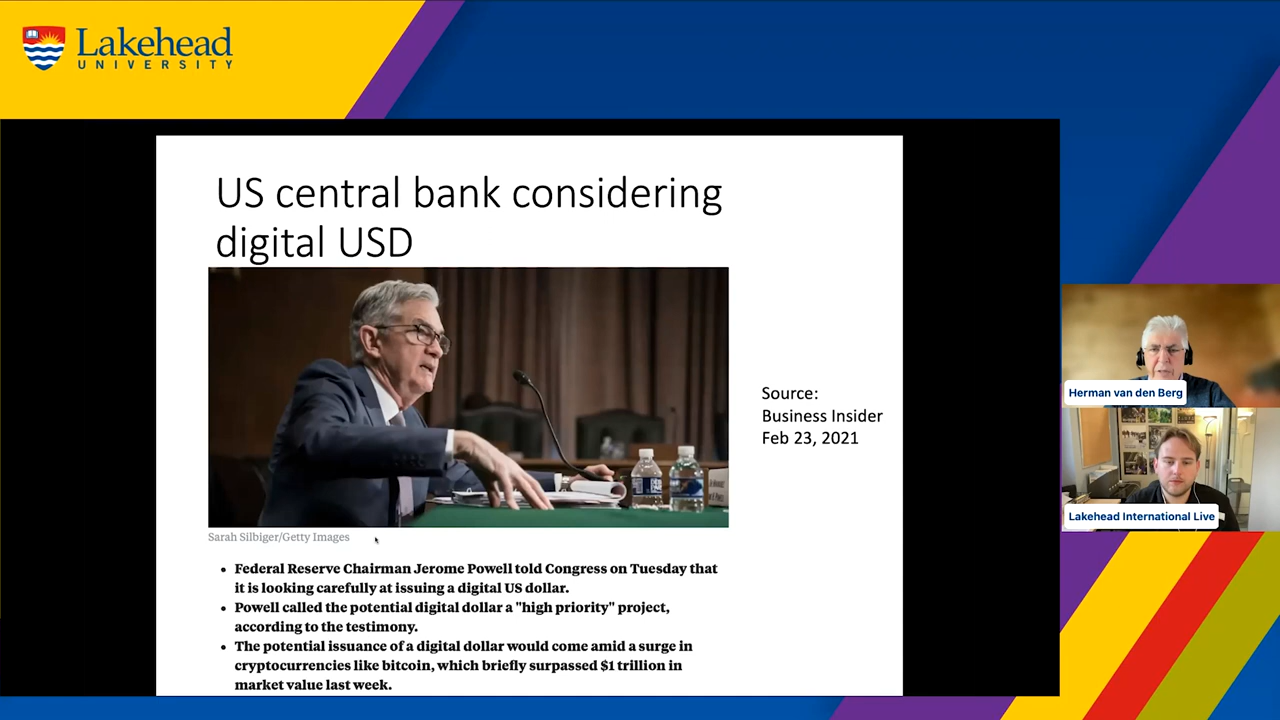 Lakehead
UNIVERSITY
US central bank considering
digital USD
Source:
Business Insider
Feb 23, 2021
Sarah Silbiger/Getty Images
• Federal Reserve Chairman Jerome Powell told Congress on Tuesday that
it is looking carefully at issuing a digital US dollar.
• Powell called the potential digital dollar a "high priority" project,
according to the testimony.
• The potential issuance of a digital dollar would come amid a surge in
cryptocurrencies like bitcoin, which briefly surpassed $1 trillion in
market value last week.
Herman van den Berg
Lakehead International Live